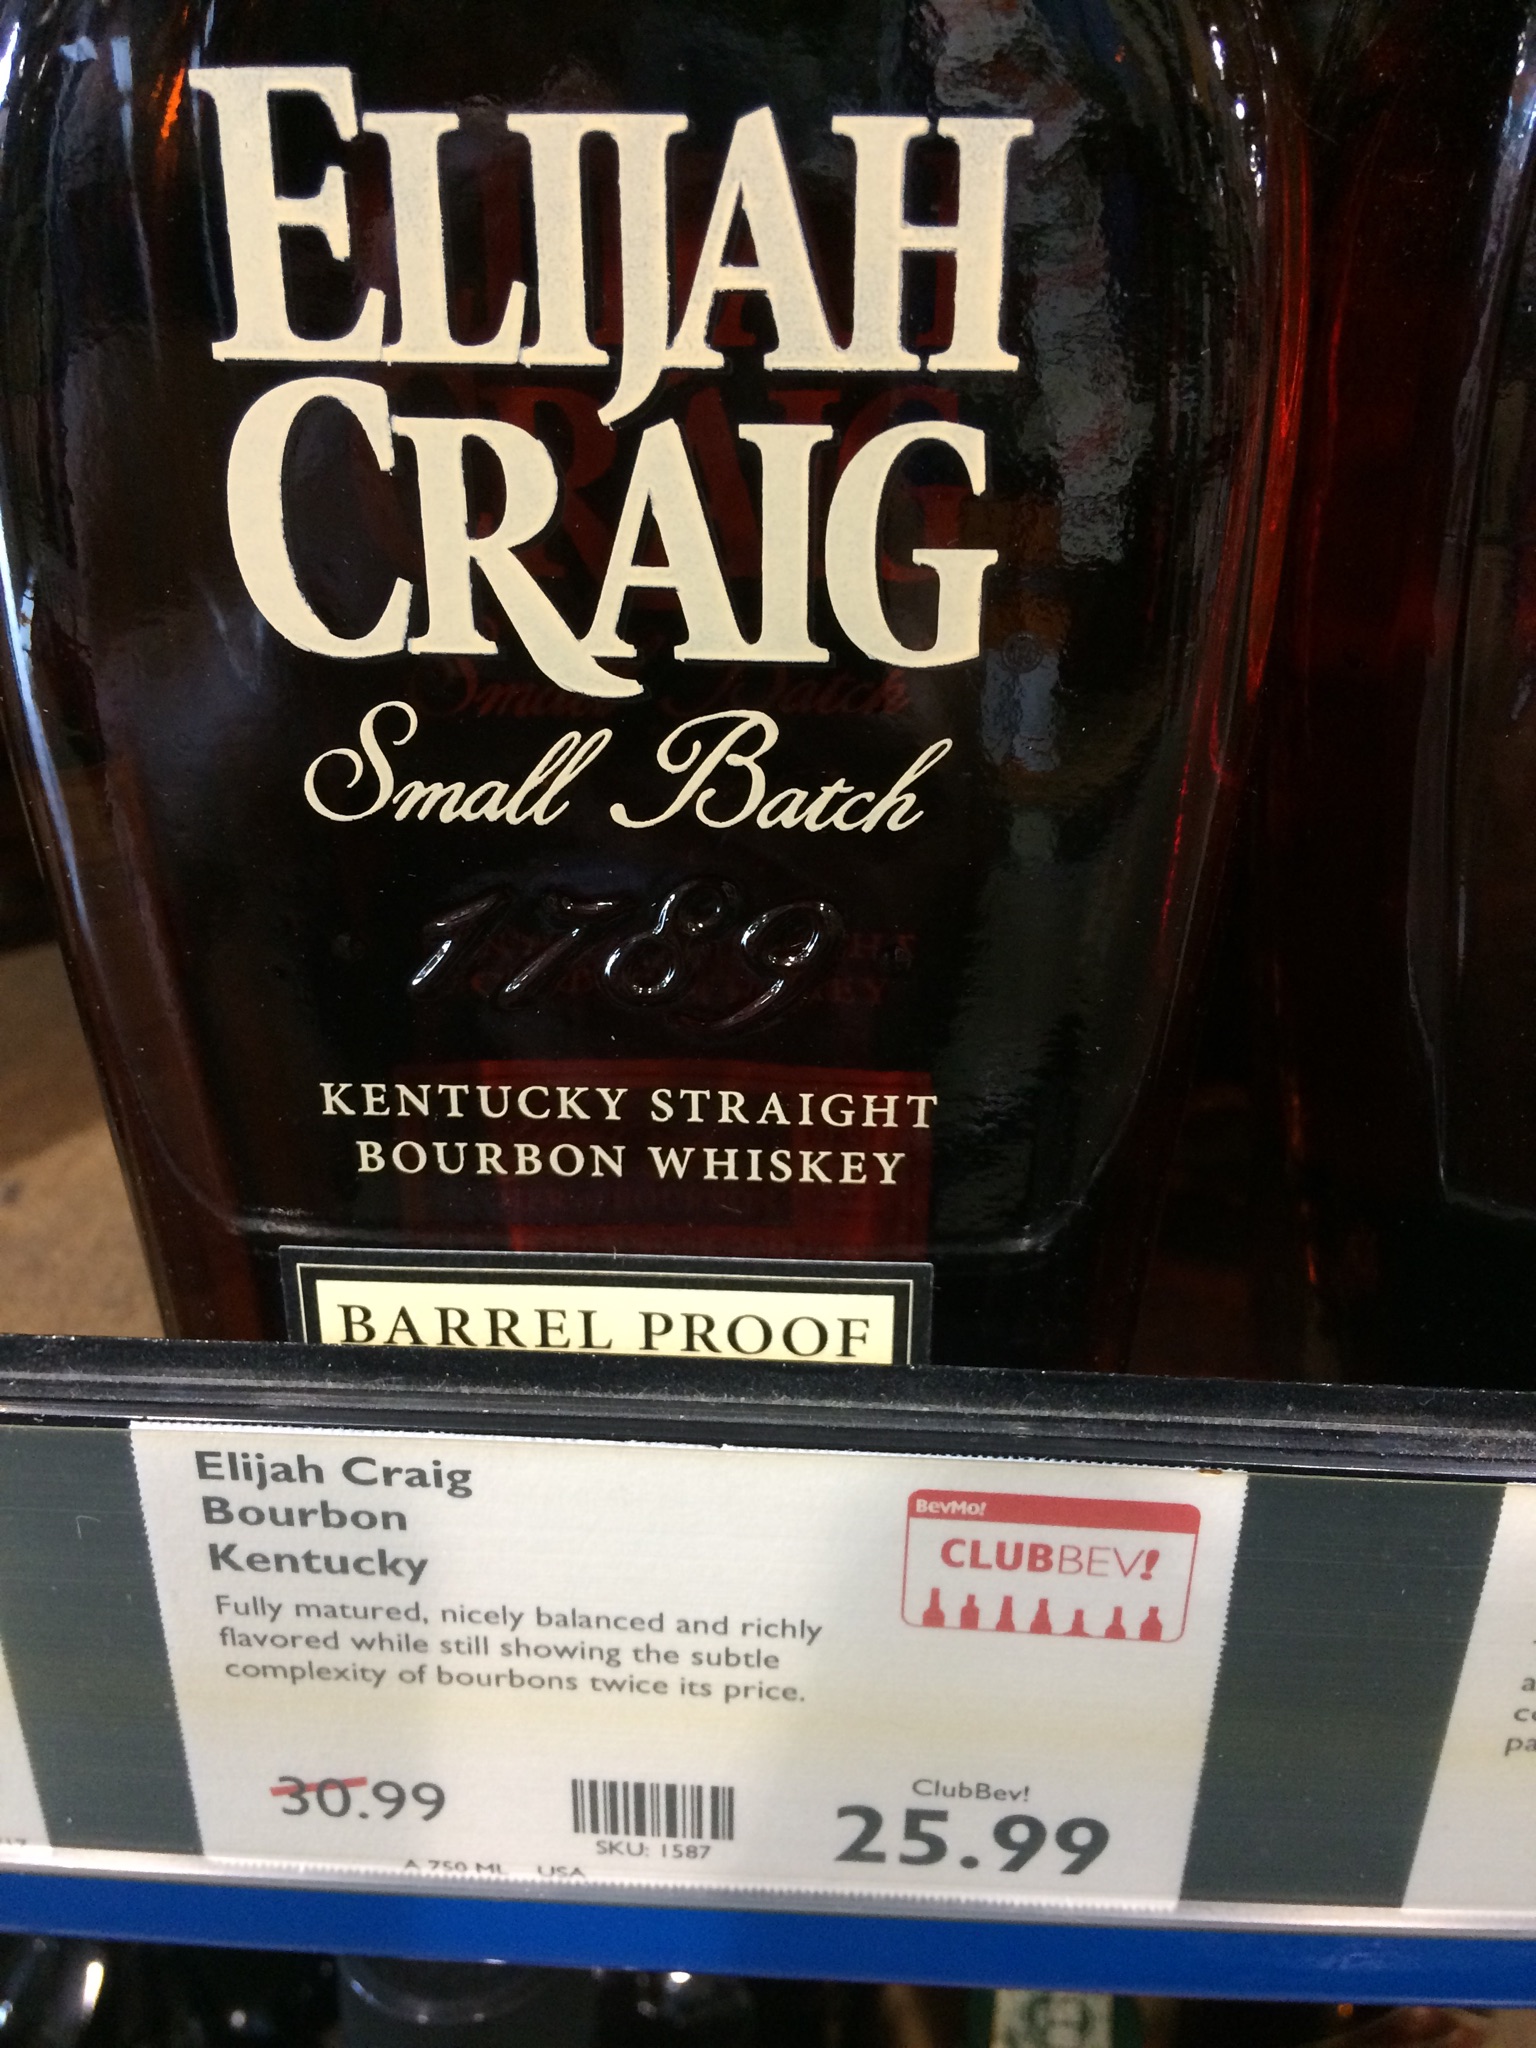 ELIJAH
CRAIG
Small Batch
1789
KENTUCKY STRAIGHT
BOURBON WHISKEY
BARREL PROOF
Elijah Craig
Bourbon
Kentucky
Fully matured, nicely balanced and richly
flavored while still showing the subtle
complexity of bourbons twice its price.
BevMo!
CLUBBEV!
30.99
SKU: 1587
A 750 ML USA
ClubBev!
25.99